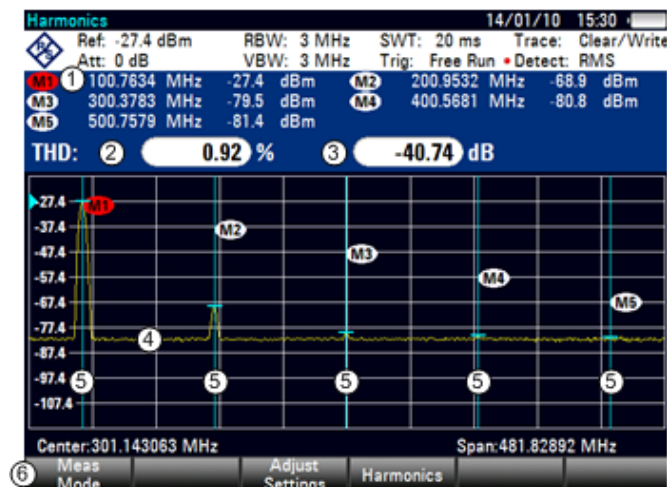 Harmonics 14/01/10 15:30
Ref: -27.4 dBm RBW: 3 MHz SWT: 20 ms Trace: Clear/Write
Att: 0 dB VBW: 3 MHz Trig: Free Run • Detect: RMS
M1 1 100.7634 MHz -27.4 dBm M2 200.9532 MHz -68.9 dBm
M3 300.3783 MHz -79.5 dBm M4 400.5681 MHz -80.8 dBm
M5 500.7579 MHz -81.4 dBm
THD: 2 0.92 % 3 -40.74 dB
-27.4 M1
-37.4 M2
-47.4 M3
-57.4 M4
-67.4 M5
-77.4
4
-87.4
-97.4 5 5 5 5 5
-107.4
Center:301.143063 MHz Span:481.82892 MHz
6 Meas Mode Adjust Settings Harmonics